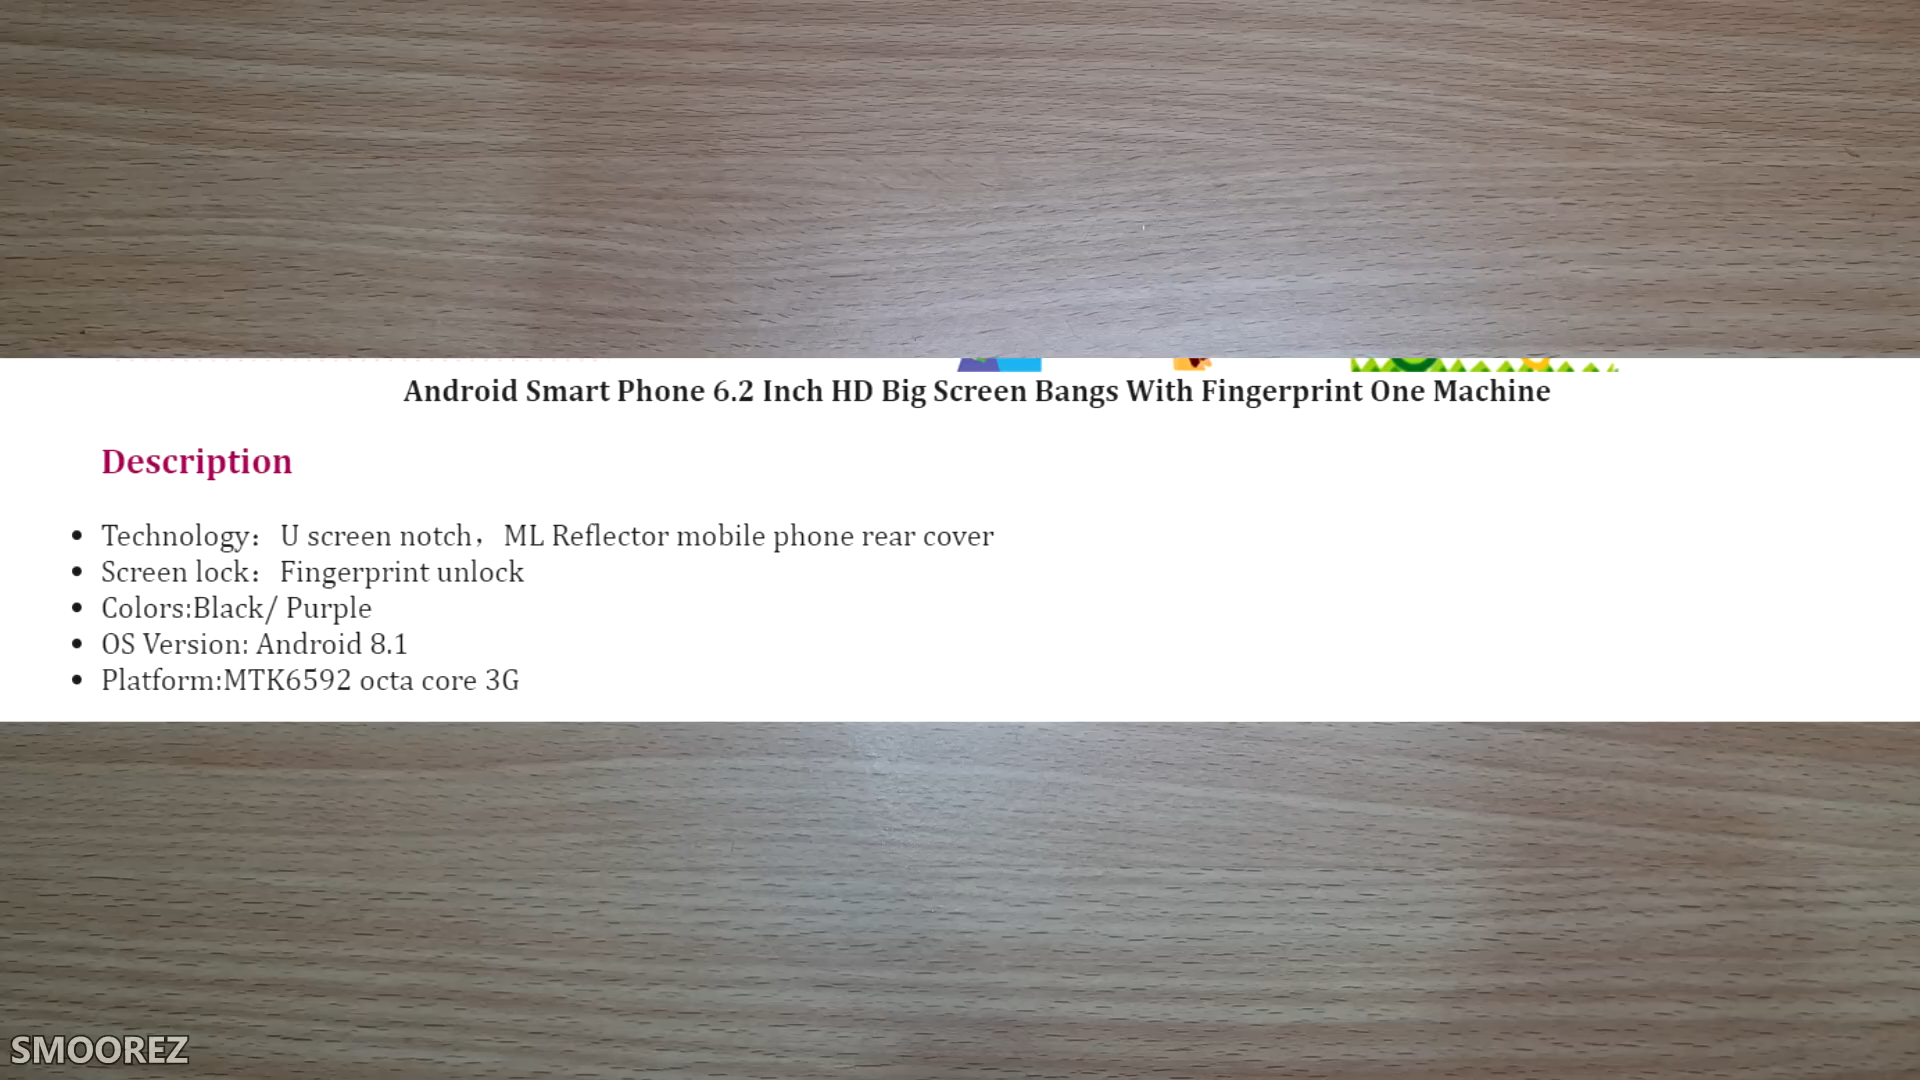 Android Smart Phone 6.2 Inch HD Big Screen Bangs With Fingerprint One Machine
Description
• Technology：U screen notch，ML Reflector mobile phone rear cover
• Screen lock：Fingerprint unlock
• Colors:Black/ Purple
• OS Version: Android 8.1
• Platform:MTK6592 octa core 3G
SMOOREZ